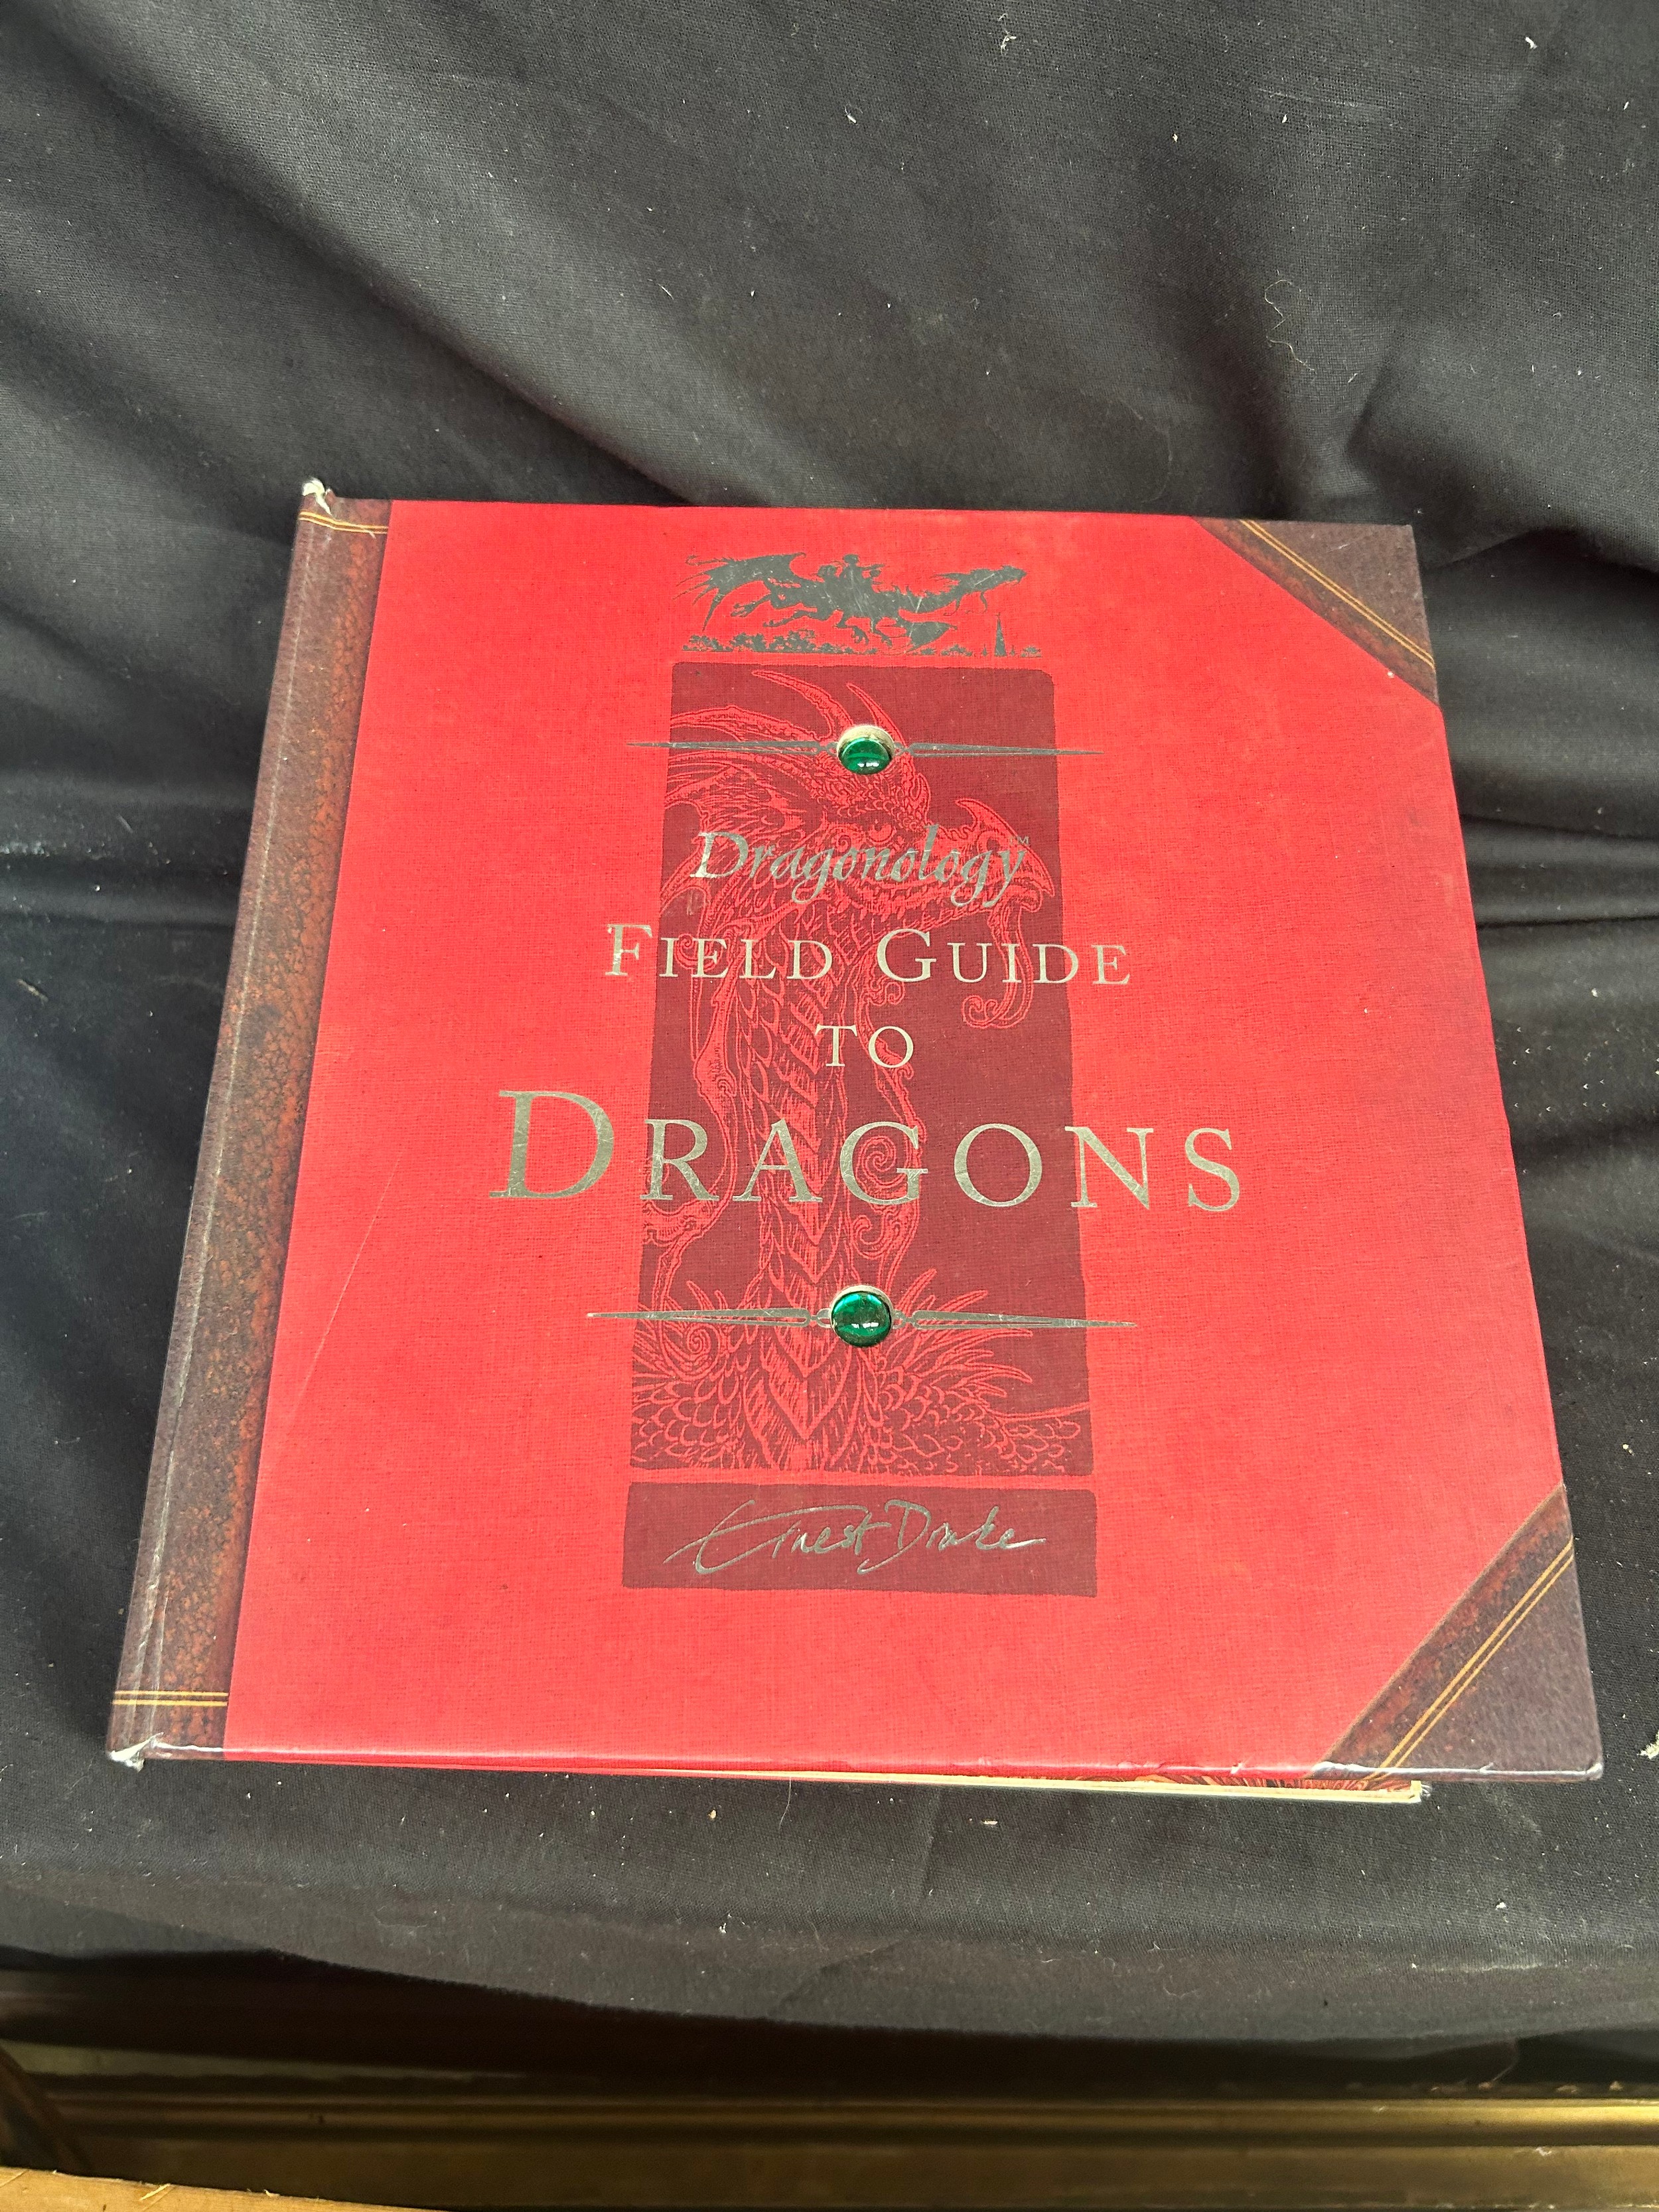 Dragonology™
FIELD GUIDE
TO
DRAGONS
Ernest Drake